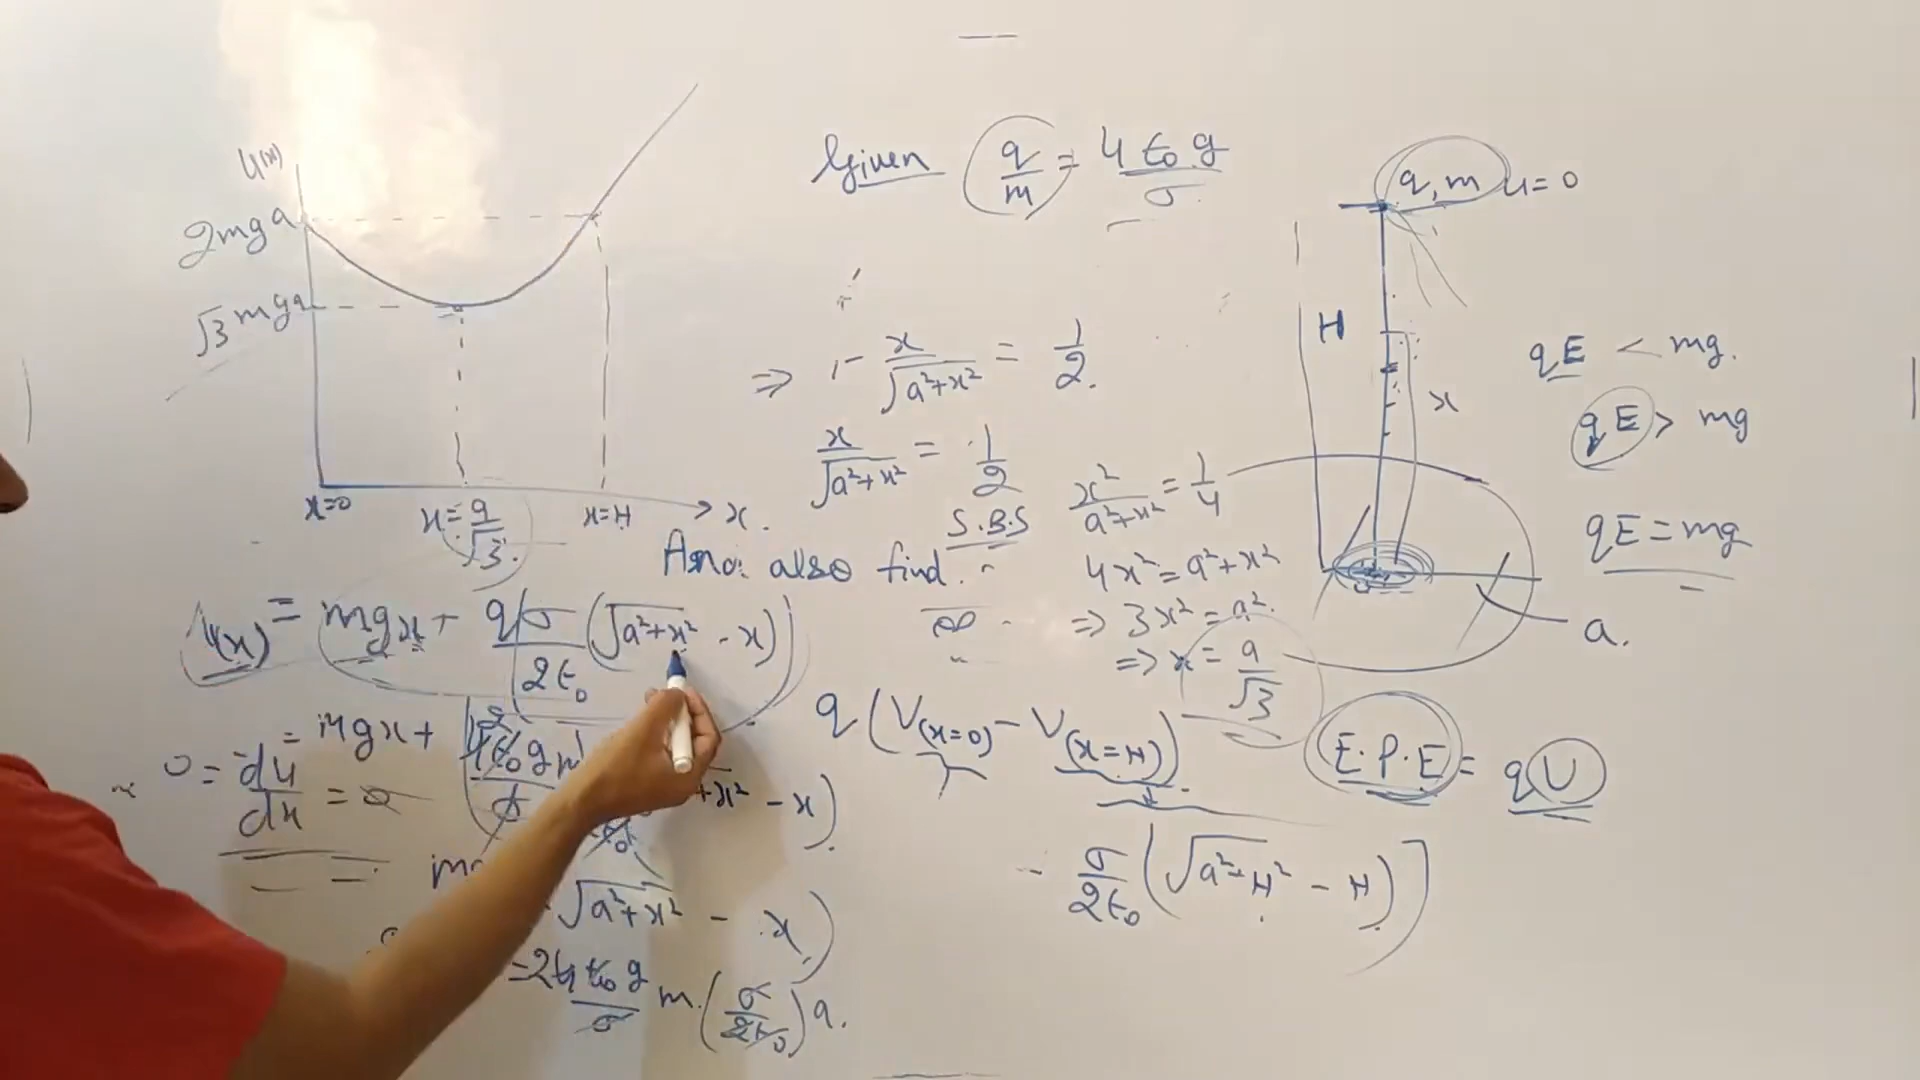 U(x)
2mga
√3 mga
x=0
x = a/√3
x=H
x
Given q/m = 4ε₀g/σ
⇒ 1 - x/√(a²+x²) = 1/2.
x/√(a²+x²) = 1/2
S.B.S
x²/(a²+x²) = 1/4
4x² = a²+x²
⇒ 3x² = a²
⇒ x = a/√3
And also find.
q, m u=0
H
x
a.
qE < mg.
qE > mg
qE = mg
U(x) = mgx + qσ/2ε₀ (√(a²+x²) - x)
0 = du/dx = 0
= mgx + 4ε₀gm/σ
+x² - x)
√(a²+x²) - x)
= 2 4ε₀g/σ m. (σ/2ε₀) a.
q (V(x=0) - V(x=H))
E.P.E = qU
- σ/2ε₀ (√(a²+H²) - H)]